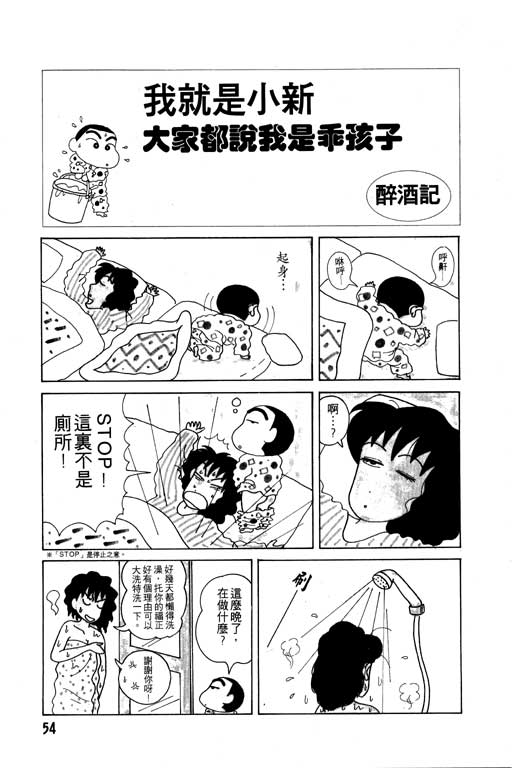 我就是小新
大家都說我是乖孩子
醉酒記
呼鼾…
咻呼…
起身…
啊…?
STOP！
這裏不是
廁所！
※「STOP」是停止之意。
刷
這麼晚了，
在做什麼？
好幾天都懶得洗
澡，托你的福正
好有個理由可以
大洗特洗一下。
謝謝你呀！
54